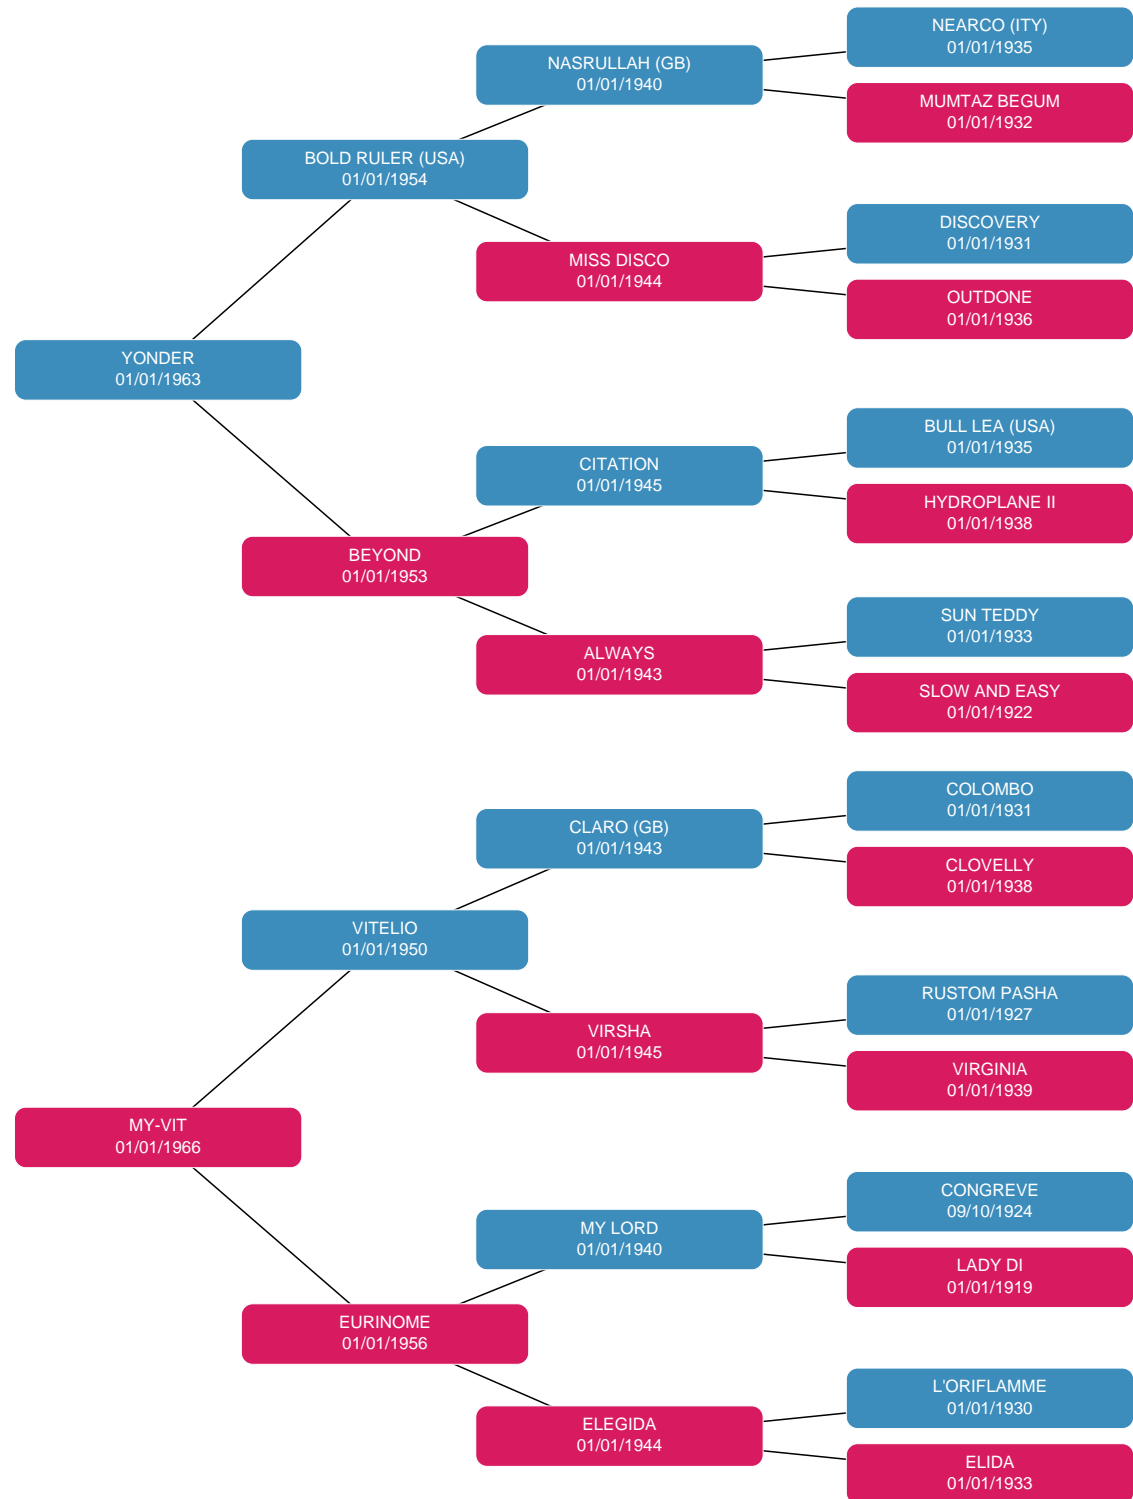 NEARCO (ITY)
01/01/1935
NASRULLAH (GB)
01/01/1940
MUMTAZ BEGUM
01/01/1932
BOLD RULER (USA)
01/01/1954
DISCOVERY
01/01/1931
MISS DISCO
01/01/1944
OUTDONE
01/01/1936
YONDER
01/01/1963
BULL LEA (USA)
01/01/1935
CITATION
01/01/1945
HYDROPLANE II
01/01/1938
BEYOND
01/01/1953
SUN TEDDY
01/01/1933
ALWAYS
01/01/1943
SLOW AND EASY
01/01/1922
COLOMBO
01/01/1931
CLARO (GB)
01/01/1943
CLOVELLY
01/01/1938
VITELIO
01/01/1950
RUSTOM PASHA
01/01/1927
VIRSHA
01/01/1945
VIRGINIA
01/01/1939
MY-VIT
01/01/1966
CONGREVE
09/10/1924
MY LORD
01/01/1940
LADY DI
01/01/1919
EURINOME
01/01/1956
L'ORIFLAMME
01/01/1930
ELEGIDA
01/01/1944
ELIDA
01/01/1933